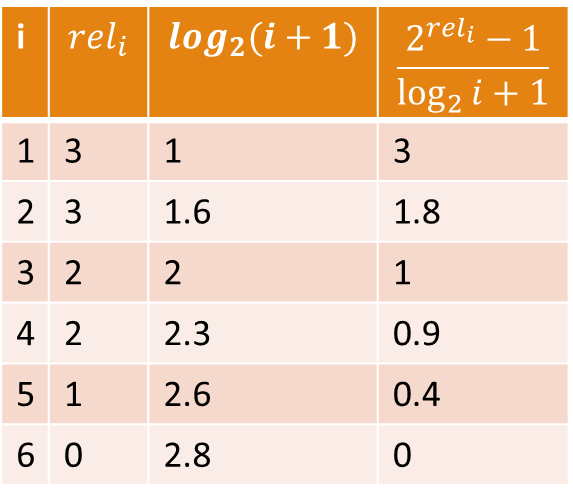 i rel_i log_2(i + 1) \frac{2^{rel_i} − 1}{\log_2 i + 1}
1 3 1 3
2 3 1.6 1.8
3 2 2 1
4 2 2.3 0.9
5 1 2.6 0.4
6 0 2.8 0